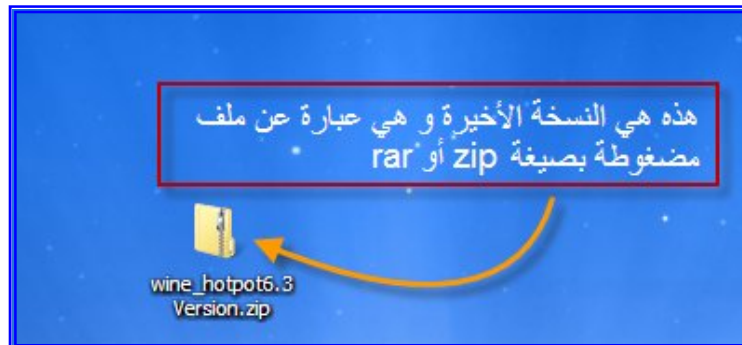 هذه هي النسخة الأخيرة و هي عبارة عن ملف
مضغوطة بصيغة zip أو rar
wine_hotpot6.3
Version.zip